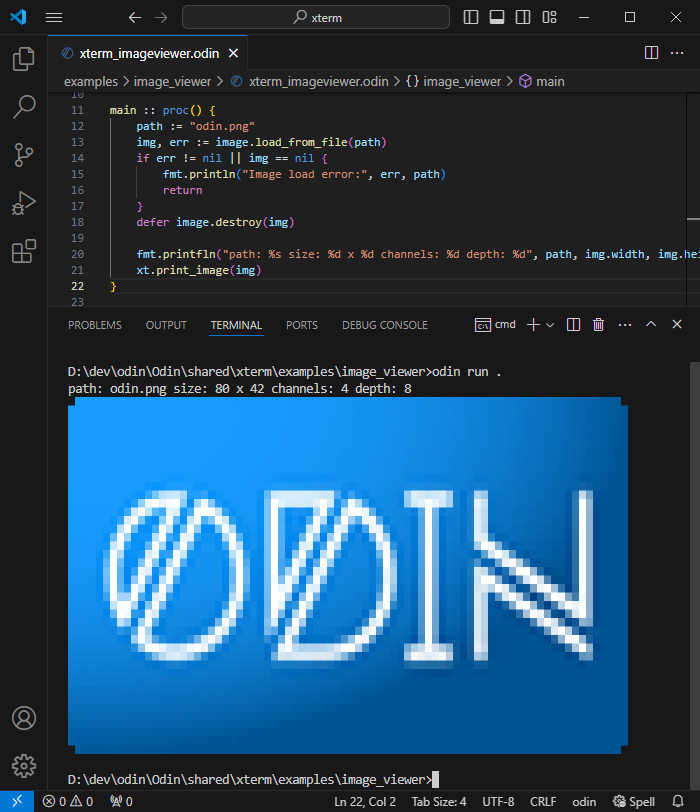 xterm
xterm_imageviewer.odin
examples > image_viewer > xterm_imageviewer.odin > {} image_viewer > main
10
11 main :: proc() {
12 path := "odin.png"
13 img, err := image.load_from_file(path)
14 if err != nil || img == nil {
15 fmt.println("Image load error:", err, path)
16 return
17 }
18 defer image.destroy(img)
19
20 fmt.printfln("path: %s size: %d x %d channels: %d depth: %d", path, img.width, img.hei
21 xt.print_image(img)
22 }
23
PROBLEMS OUTPUT TERMINAL PORTS DEBUG CONSOLE cmd
D:\dev\odin\Odin\shared\xterm\examples\image_viewer>odin run .
path: odin.png size: 80 x 42 channels: 4 depth: 8
ODIN
D:\dev\odin\Odin\shared\xterm\examples\image_viewer>
0 0 0 Ln 22, Col 2 Tab Size: 4 UTF-8 CRLF odin Spell